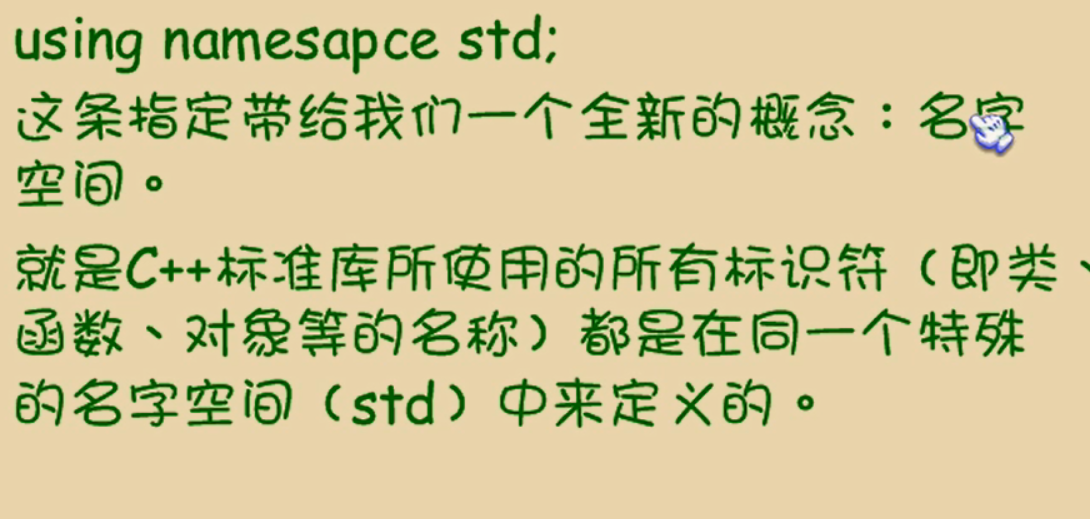 using namesapce std;
这条指定带给我们一个全新的概念：名字
空间。
就是C++标准库所使用的所有标识符（即类、
函数、对象等的名称）都是在同一个特殊
的名字空间（std）中来定义的。